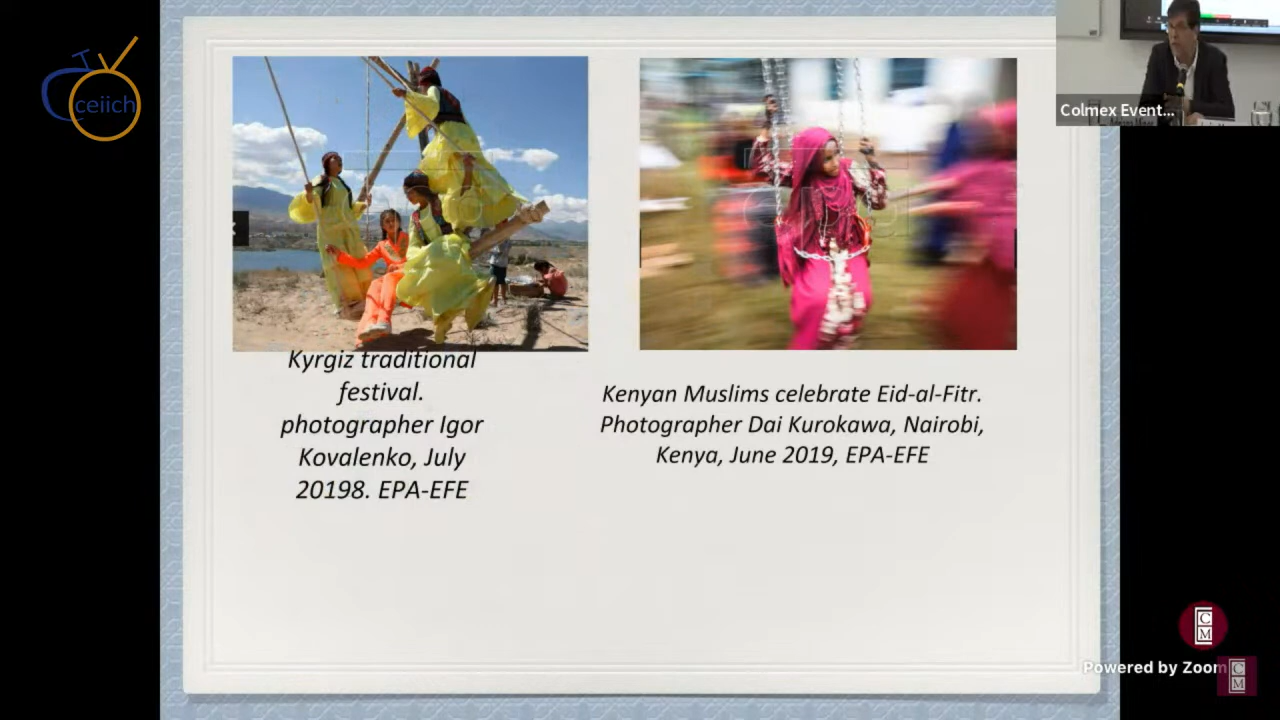 TV
ceiich
Colmex Event...
Kyrgiz traditional
festival.
photographer Igor
Kovalenko, July
20198. EPA-EFE
Kenyan Muslims celebrate Eid-al-Fitr.
Photographer Dai Kurokawa, Nairobi,
Kenya, June 2019, EPA-EFE
C
M
Powered by Zoom
C
M